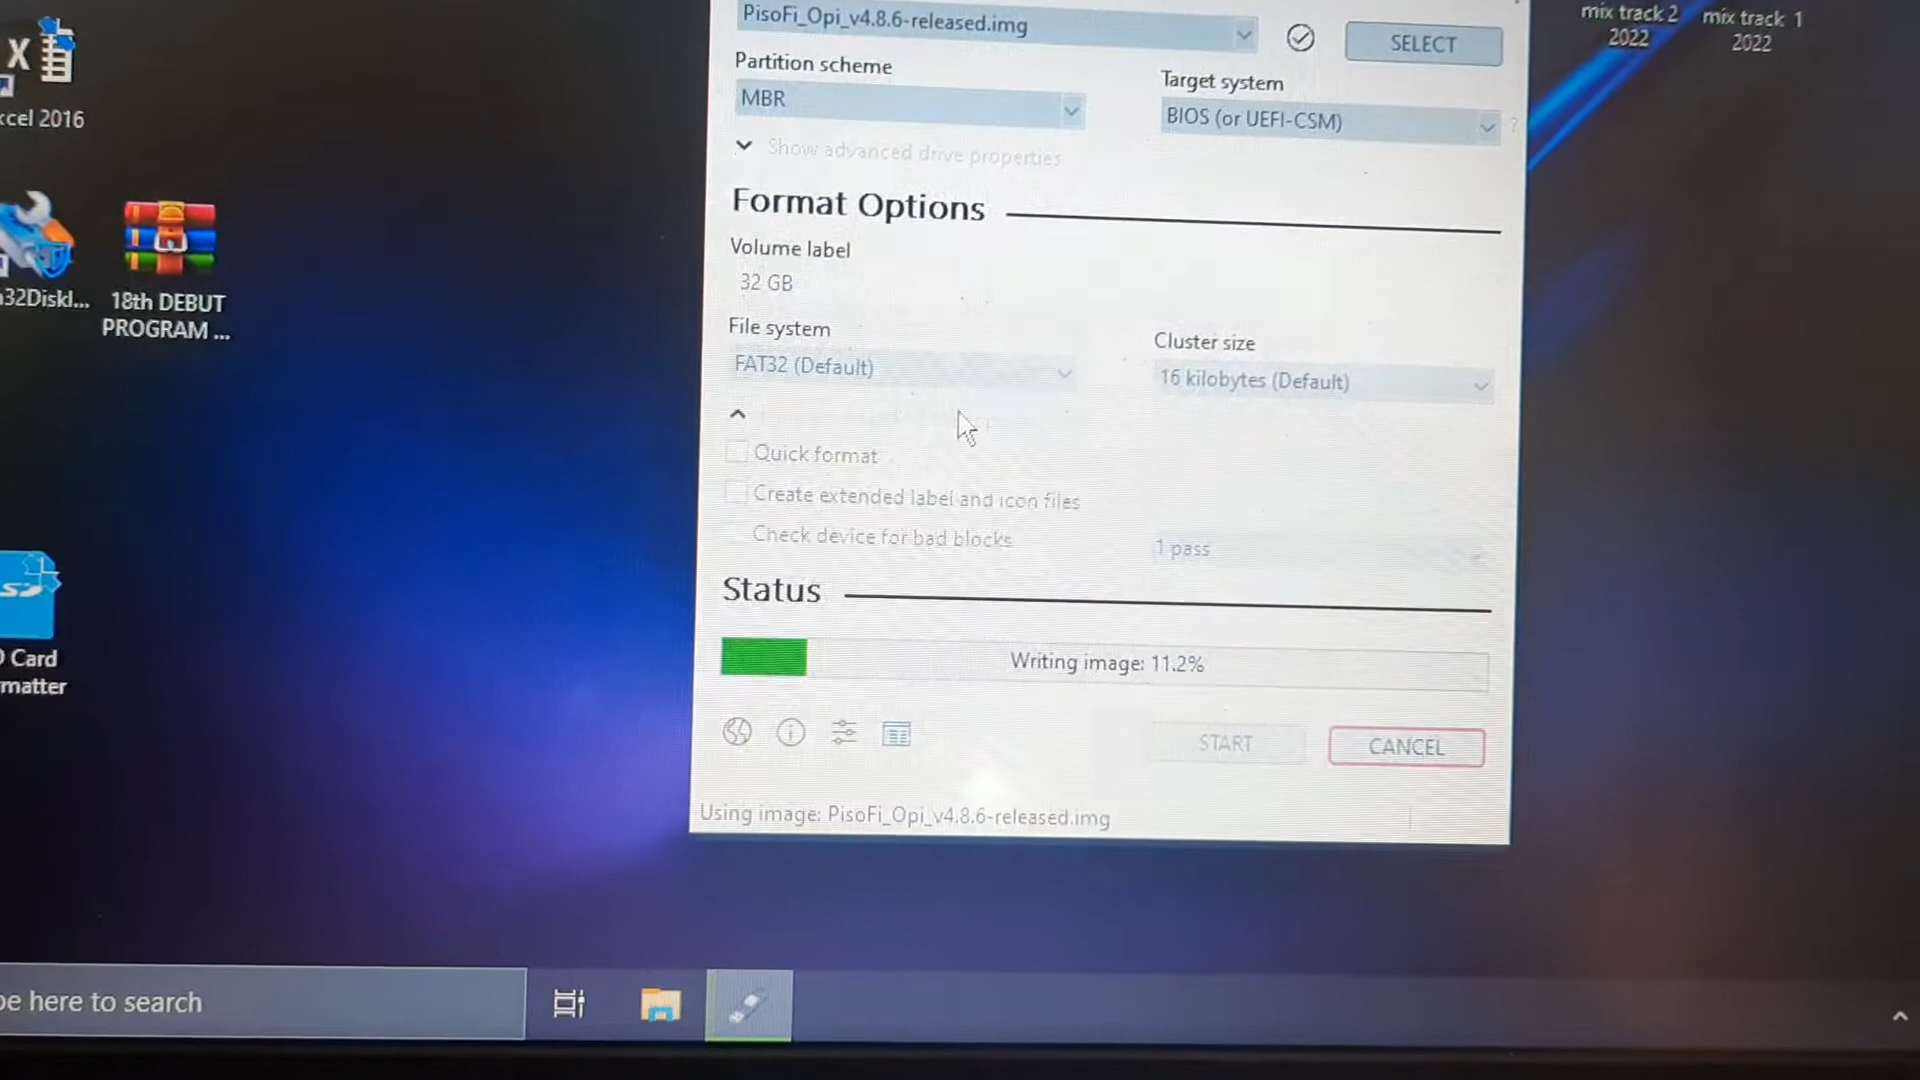 PisoFi_Opi_v4.8.6-released.img
SELECT
Partition scheme
Target system
MBR
BIOS (or UEFI-CSM)
?
Show advanced drive properties
Format Options
Volume label
32 GB
File system
Cluster size
FAT32 (Default)
16 kilobytes (Default)
Quick format
Create extended label and icon files
Check device for bad blocks
1 pass
Status
Writing image: 11.2%
START
CANCEL
Using image: PisoFi_Opi_v4.8.6-released.img
mix track 2
2022
mix track 1
2022
X
xcel 2016
32DiskI...
18th DEBUT
PROGRAM ...
SD
Card
matter
pe here to search